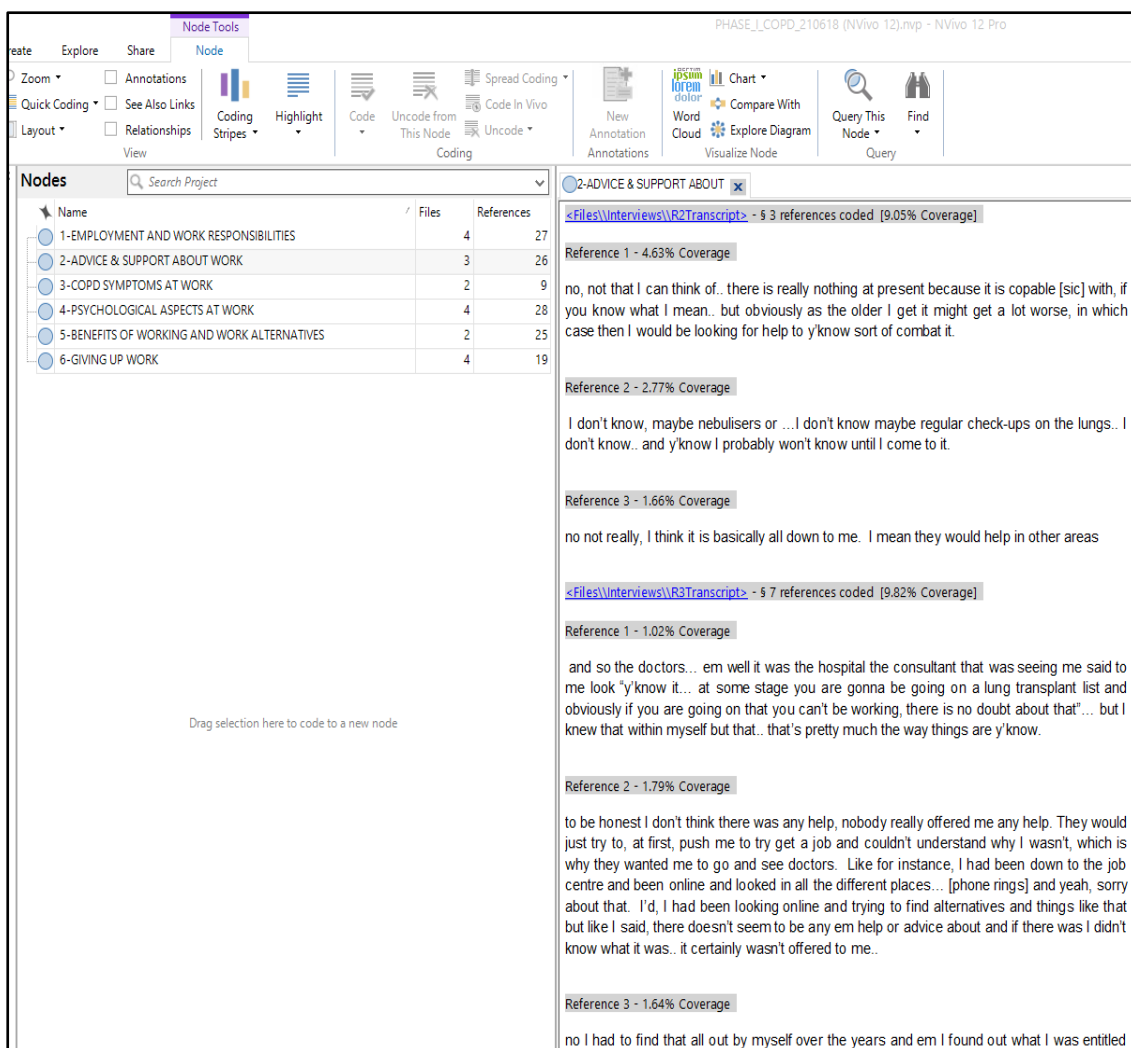 Node Tools
PHASE_I_COPD_210618 (NVivo 12).nvp - NVivo 12 Pro
reate Explore Share Node
Zoom Annotations Spread Coding Chart
Quick Coding See Also Links Code In Vivo Compare With
Layout Relationships Uncode Explore Diagram
Coding Stripes Highlight Code Uncode from This Node New Annotation Word Cloud Query This Node Find
ipsum lorem dolor
View Coding Annotations Visualize Node Query
Nodes
Search Project
Name Files References
1-EMPLOYMENT AND WORK RESPONSIBILITIES 4 27
2-ADVICE & SUPPORT ABOUT WORK 3 26
3-COPD SYMPTOMS AT WORK 2 9
4-PSYCHOLOGICAL ASPECTS AT WORK 4 28
5-BENEFITS OF WORKING AND WORK ALTERNATIVES 2 25
6-GIVING UP WORK 4 19
Drag selection here to code to a new node
2-ADVICE & SUPPORT ABOUT x
<Files\\Interviews\\R2Transcript> - § 3 references coded [9.05% Coverage]
Reference 1 - 4.63% Coverage
no, not that I can think of.. there is really nothing at present because it is copable [sic] with, if
you know what I mean.. but obviously as the older I get it might get a lot worse, in which
case then I would be looking for help to y'know sort of combat it.
Reference 2 - 2.77% Coverage
I don't know, maybe nebulisers or …I don't know maybe regular check-ups on the lungs.. I
don't know.. and y'know I probably won't know until I come to it.
Reference 3 - 1.66% Coverage
no not really, I think it is basically all down to me. I mean they would help in other areas
<Files\\Interviews\\R3Transcript> - § 7 references coded [9.82% Coverage]
Reference 1 - 1.02% Coverage
and so the doctors… em well it was the hospital the consultant that was seeing me said to
me look "y'know it… at some stage you are gonna be going on a lung transplant list and
obviously if you are going on that you can't be working, there is no doubt about that"… but I
knew that within myself but that.. that's pretty much the way things are y'know.
Reference 2 - 1.79% Coverage
to be honest I don't think there was any help, nobody really offered me any help. They would
just try to, at first, push me to try get a job and couldn't understand why I wasn't, which is
why they wanted me to go and see doctors. Like for instance, I had been down to the job
centre and been online and looked in all the different places… [phone rings] and yeah, sorry
about that. I'd, I had been looking online and trying to find alternatives and things like that
but like I said, there doesn't seem to be any em help or advice about and if there was I didn't
know what it was.. it certainly wasn't offered to me..
Reference 3 - 1.64% Coverage
no I had to find that all out by myself over the years and em I found out what I was entitled